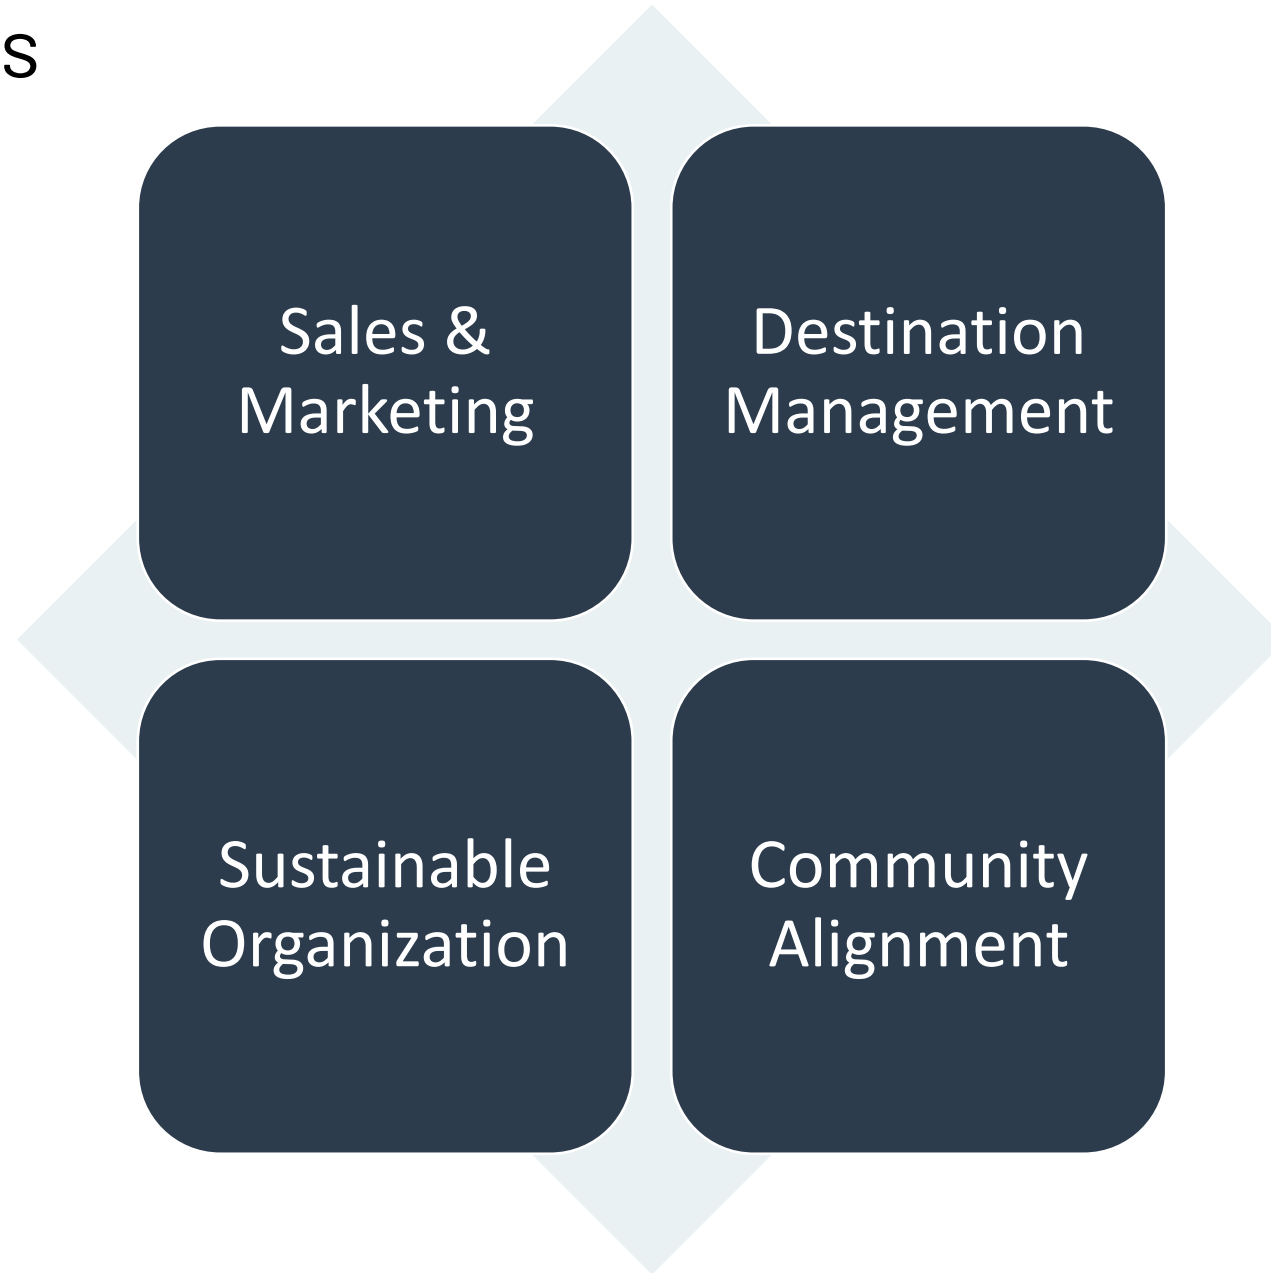 s
Sales &
Marketing
Destination
Management
Sustainable
Organization
Community
Alignment